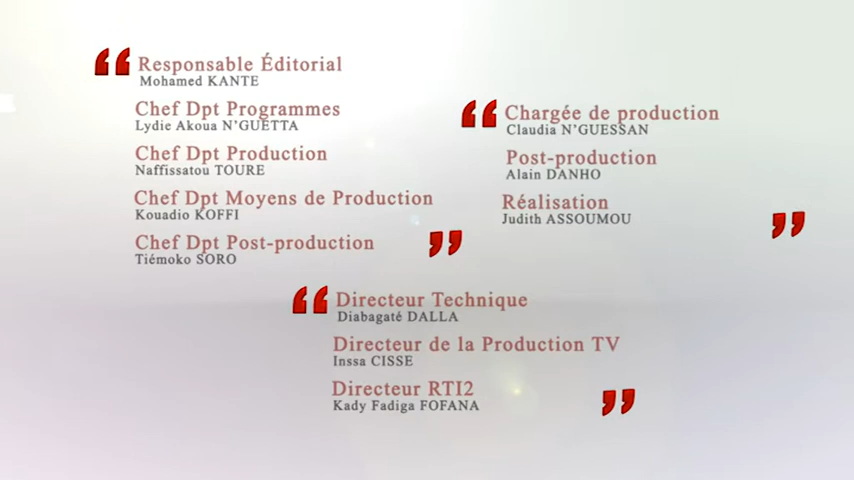 “ Responsable Éditorial
Mohamed KANTE
Chef Dpt Programmes
Lydie Akoua N'GUETTA
Chef Dpt Production
Naffissatou TOURE
Chef Dpt Moyens de Production
Kouadio KOFFI
Chef Dpt Post-production ”
Tiémoko SORO
“ Chargée de production
Claudia N'GUESSAN
Post-production
Alain DANHO
Réalisation
Judith ASSOUMOU ”
“ Directeur Technique
Diabagaté DALLA
Directeur de la Production TV
Inssa CISSE
Directeur RTI2
Kady Fadiga FOFANA ”